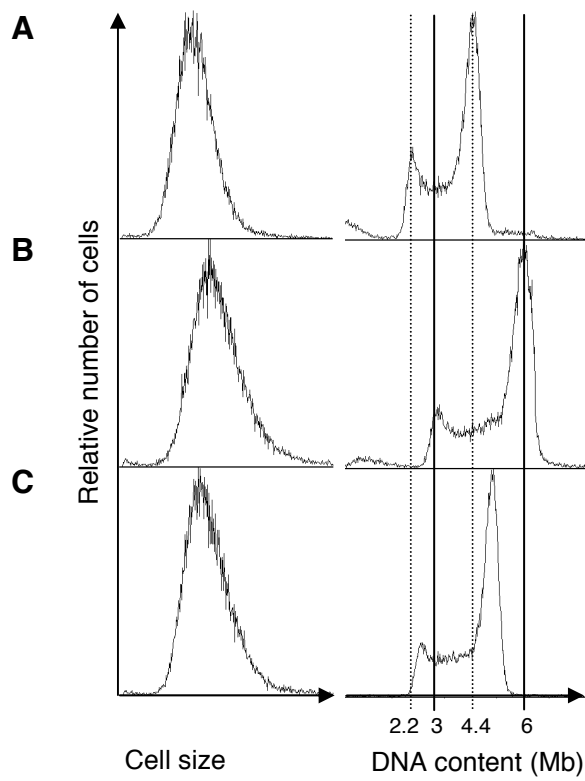 A
B
C
Relative number of cells
2.2 3 4.4 6
Cell size
DNA content (Mb)